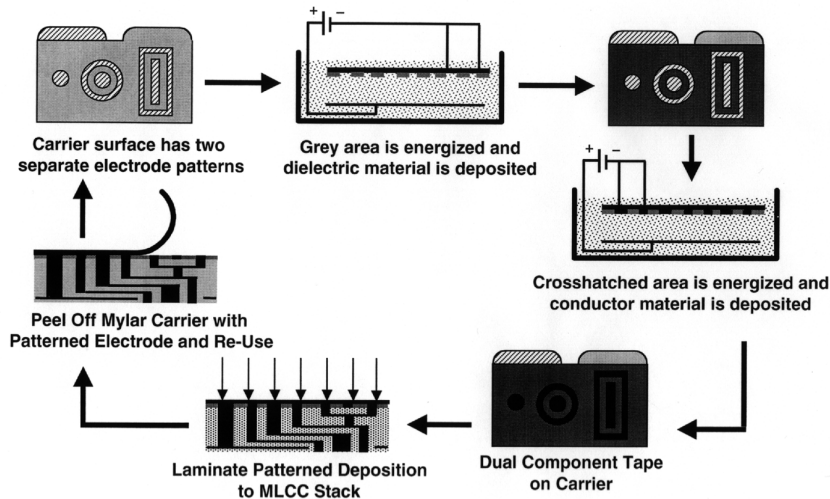 + –
Carrier surface has two
separate electrode patterns
Grey area is energized and
dielectric material is deposited
+ –
Crosshatched area is energized and
conductor material is deposited
Dual Component Tape
on Carrier
Laminate Patterned Deposition
to MLCC Stack
Peel Off Mylar Carrier with
Patterned Electrode and Re-Use